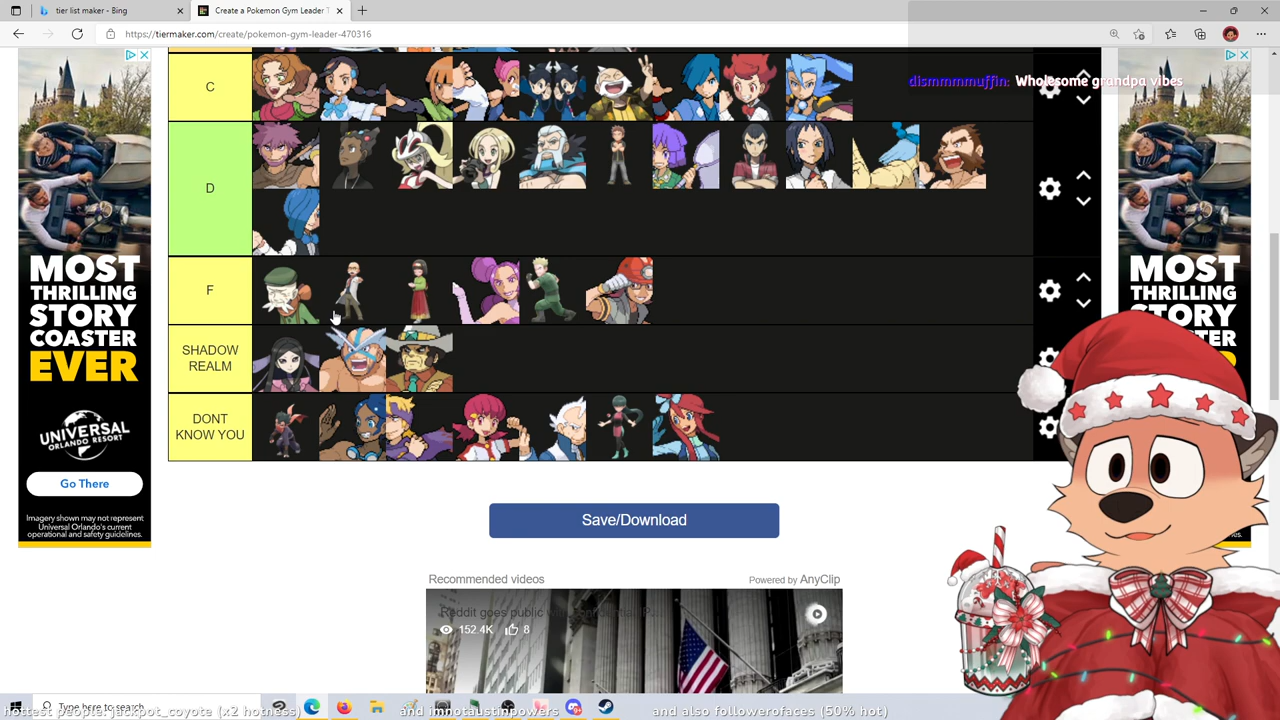 tier list maker - Bing
Create a Pokemon Gym Leader T
https://tiermaker.com/create/pokemon-gym-leader-470316
dismmmmuffin: Wholesome grandpa vibes
C
D
F
SHADOW
REALM
DONT
KNOW YOU
MOST
THRILLING
STORY
COASTER
EVER
UNIVERSAL
ORLANDO RESORT
Go There
Imagery shown may not represent
Universal Orlando's current
operational and safety guidelines.
MOST
THRILLING
STORY
COASTER
Save/Download
Recommended videos
Powered by AnyClip
Reddit goes public
152.4K
8
Type here to search
hottest people: jackpot_coyote (x2 hotness)
and imnotaustinpowers
and also followerofaces (50% hot)